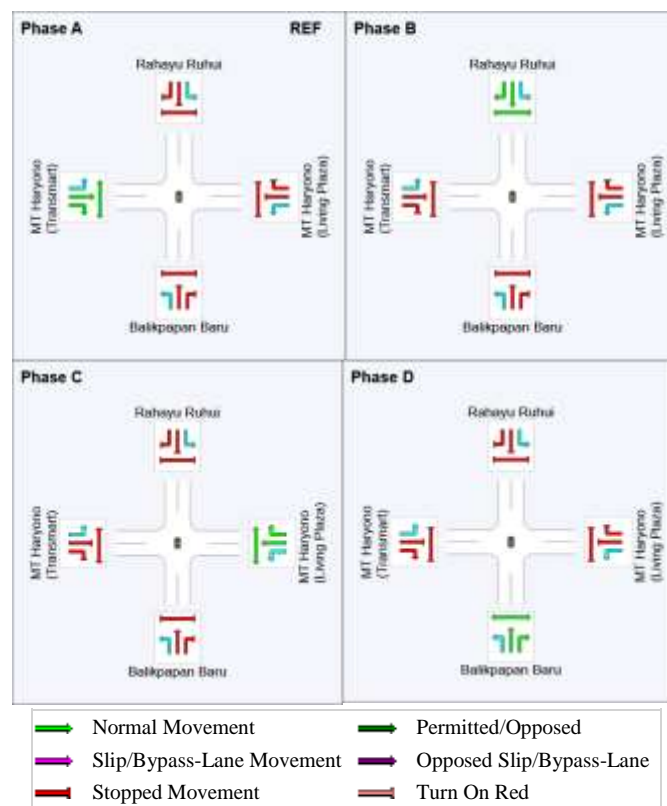 Phase A REF
Rahayu Ruhui
MT Haryono
(Transmart)
MT Haryono
(Living Plaza)
Balikpapan Baru
Phase B
Rahayu Ruhui
MT Haryono
(Transmart)
MT Haryono
(Living Plaza)
Balikpapan Baru
Phase C
Rahayu Ruhui
MT Haryono
(Transmart)
MT Haryono
(Living Plaza)
Balikpapan Baru
Phase D
Rahayu Ruhui
MT Haryono
(Transmart)
MT Haryono
(Living Plaza)
Balikpapan Baru
Normal Movement Permitted/Opposed
Slip/Bypass-Lane Movement Opposed Slip/Bypass-Lane
Stopped Movement Turn On Red